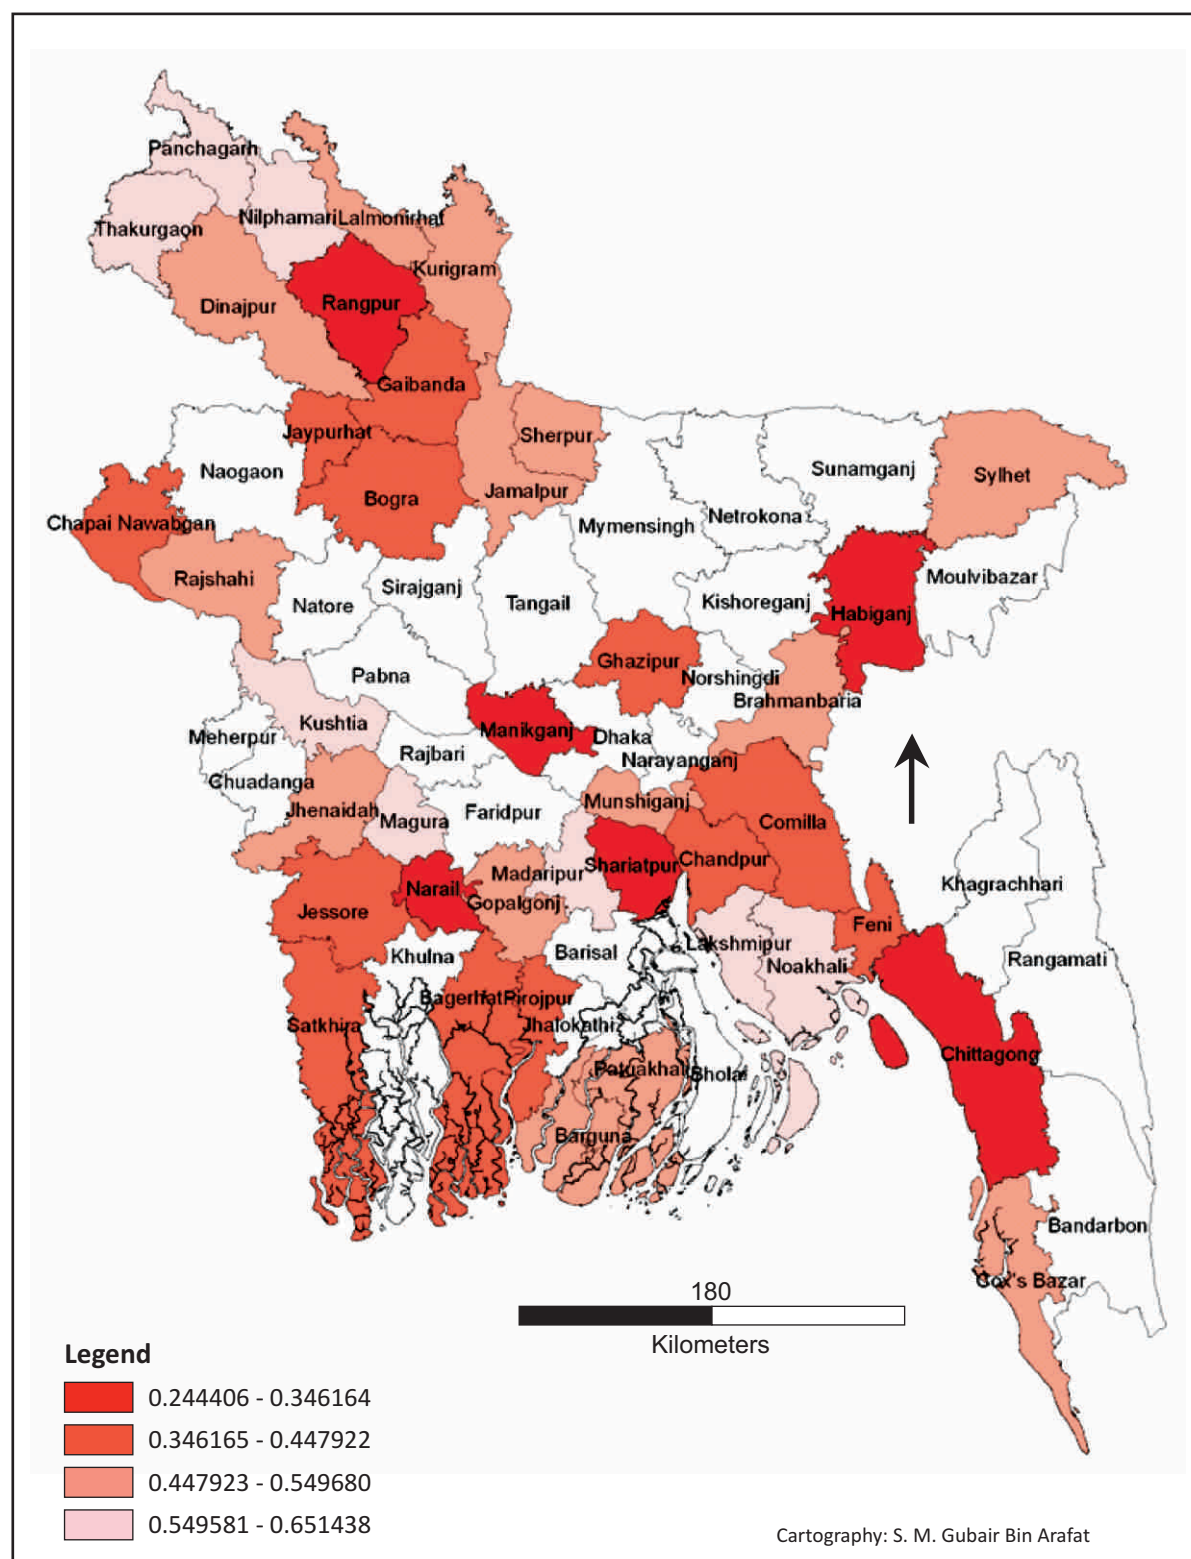 Panchagarh
Thakurgaon
Nilphamari
Lalmonirhat
Kurigram
Dinajpur
Rangpur
Gaibanda
Jaypurhat
Sherpur
Naogaon
Bogra
Jamalpur
Sunamganj
Sylhet
Chapai Nawabgan
Netrokona
Mymensingh
Rajshahi
Sirajganj
Moulvibazar
Natore
Tangail
Kishoreganj
Habiganj
Pabna
Ghazipur
Norshingdi
Brahmanbaria
Meherpur
Kushtia
Manikganj
Dhaka
Rajbari
Narayanganj
Chuadanga
Jhenaidah
Magura
Faridpur
Munshiganj
Comilla
Madaripur
Shariatpur
Chandpur
Khagrachhari
Narail
Gopalgonj
Jessore
Feni
Khulna
Barisal
Lakshmipur
Noakhali
Rangamati
Bagerhat
Pirojpur
Satkhira
Jhalokathi
Chittagong
Patuakhali
Bhola
Barguna
Bandarbon
Cox's Bazar
180
Kilometers
Legend
0.244406 - 0.346164
0.346165 - 0.447922
0.447923 - 0.549680
0.549581 - 0.651438
Cartography: S. M. Gubair Bin Arafat